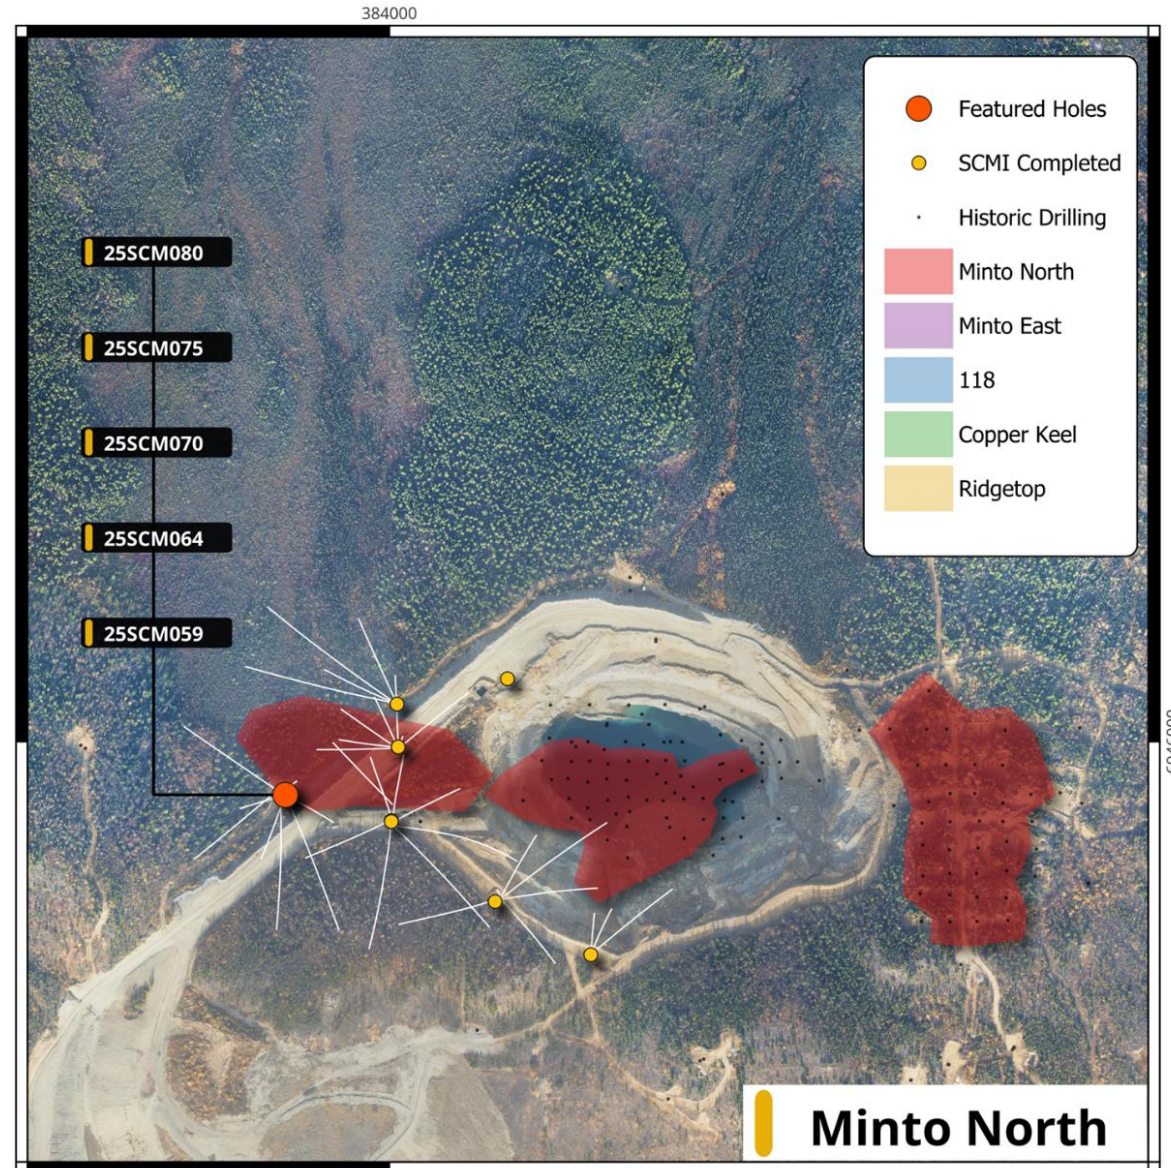 384000
Featured Holes
SCMI Completed
Historic Drilling
Minto North
Minto East
118
Copper Keel
Ridgetop
25SCM080
25SCM075
25SCM070
25SCM064
25SCM059
Minto North